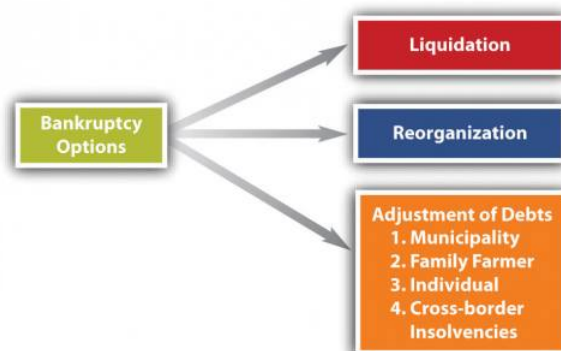 Liquidation
Bankruptcy
Options
Reorganization
Adjustment of Debts
1. Municipality
2. Family Farmer
3. Individual
4. Cross-border
Insolvencies